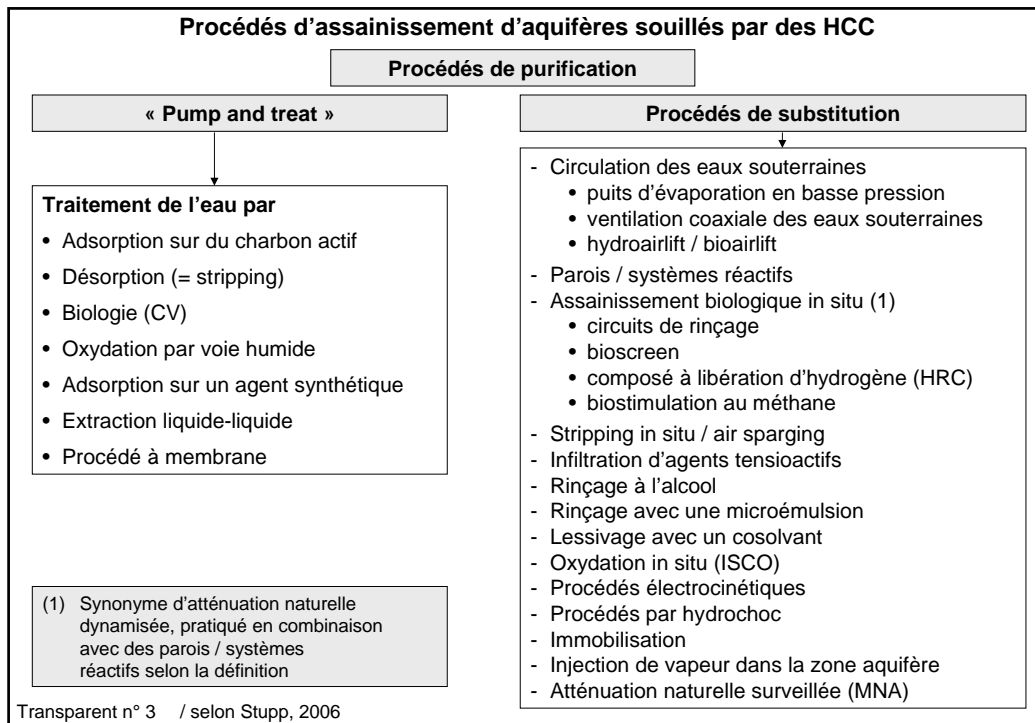 Procédés d'assainissement d'aquifères souillés par des HCC
Procédés de purification
« Pump and treat »
Traitement de l'eau par
• Adsorption sur du charbon actif
• Désorption (= stripping)
• Biologie (CV)
• Oxydation par voie humide
• Adsorption sur un agent synthétique
• Extraction liquide-liquide
• Procédé à membrane
(1) Synonyme d'atténuation naturelle
dynamisée, pratiqué en combinaison
avec des parois / systèmes
réactifs selon la définition
Procédés de substitution
- Circulation des eaux souterraines
• puits d'évaporation en basse pression
• ventilation coaxiale des eaux souterraines
• hydroairlift / bioairlift
- Parois / systèmes réactifs
- Assainissement biologique in situ (1)
• circuits de rinçage
• bioscreen
• composé à libération d'hydrogène (HRC)
• biostimulation au méthane
- Stripping in situ / air sparging
- Infiltration d'agents tensioactifs
- Rinçage à l'alcool
- Rinçage avec une microémulsion
- Lessivage avec un cosolvant
- Oxydation in situ (ISCO)
- Procédés électrocinétiques
- Procédés par hydrochoc
- Immobilisation
- Injection de vapeur dans la zone aquifère
- Atténuation naturelle surveillée (MNA)
Transparent n° 3 / selon Stupp, 2006